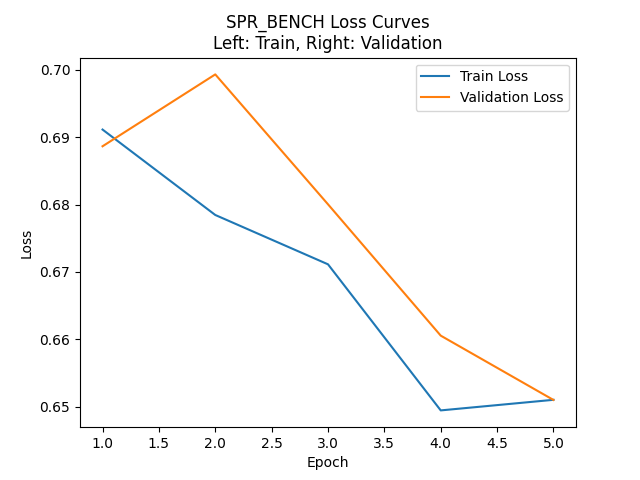 SPR_BENCH Loss Curves
Left: Train, Right: Validation
Train Loss
Validation Loss
0.70
0.69
0.68
0.67
0.66
0.65
Loss
1.0 1.5 2.0 2.5 3.0 3.5 4.0 4.5 5.0
Epoch